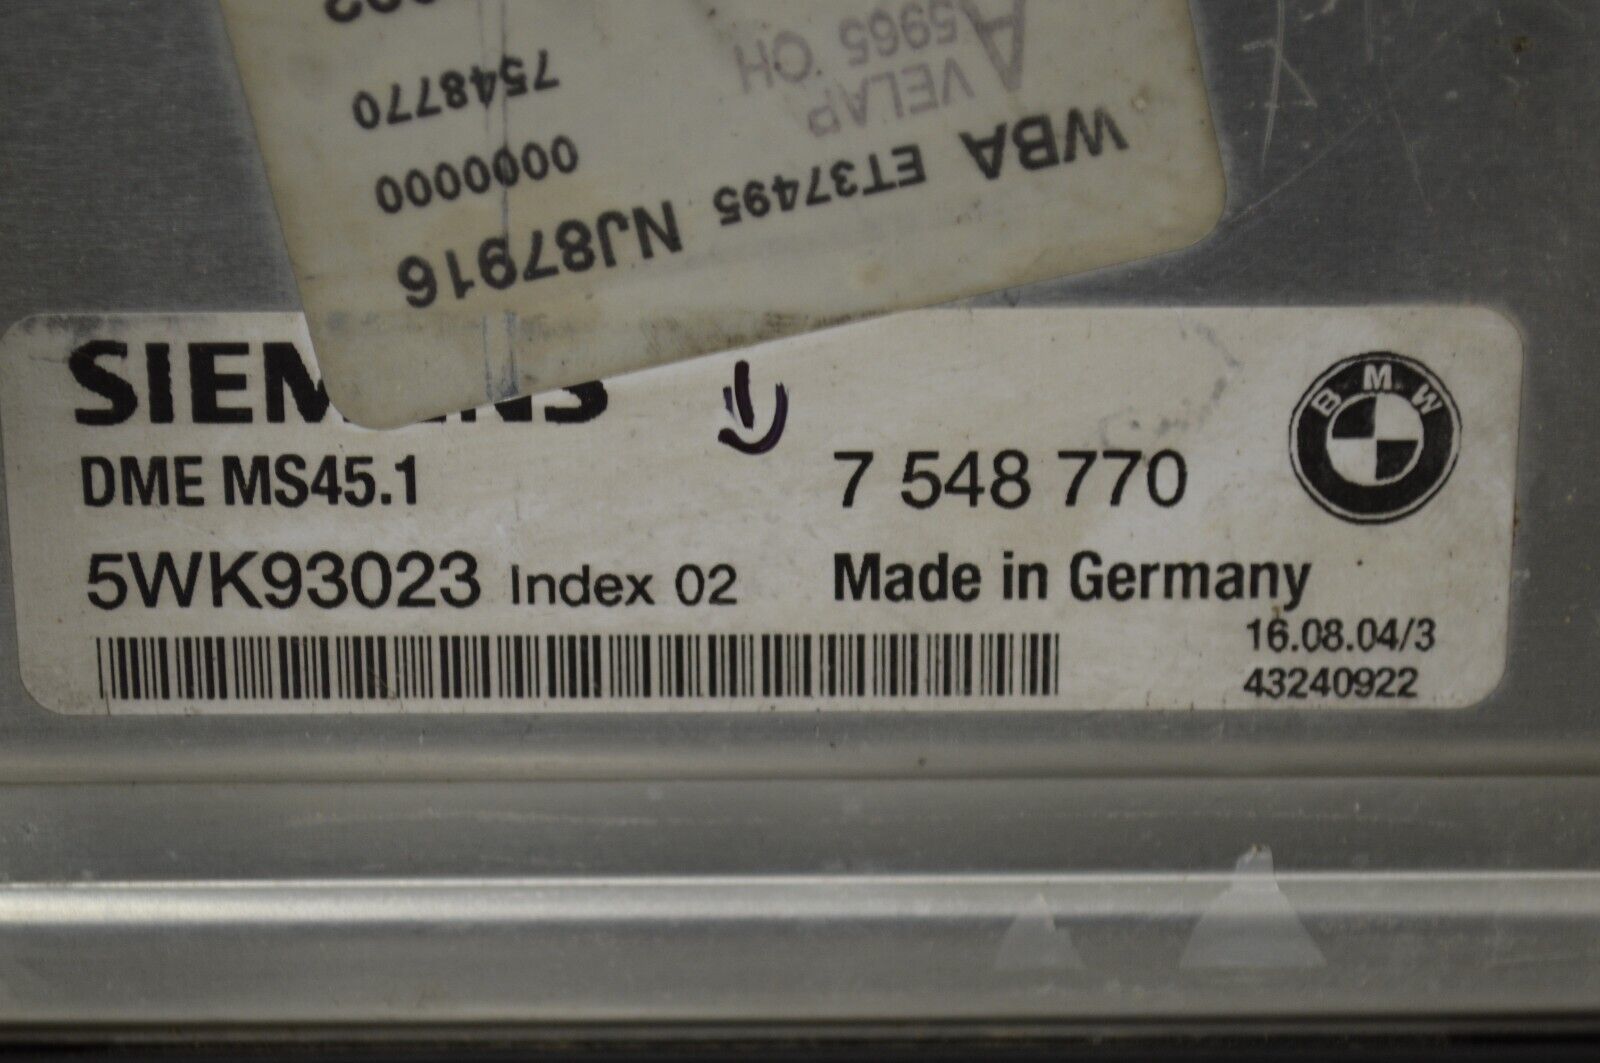 WBA ET37495 NJ87916
0000000
7548770
VELAP
5965 OH
SIEMENS
DME MS45.1
7 548 770
BMW
5WK93023 Index 02
Made in Germany
16.08.04/3
43240922